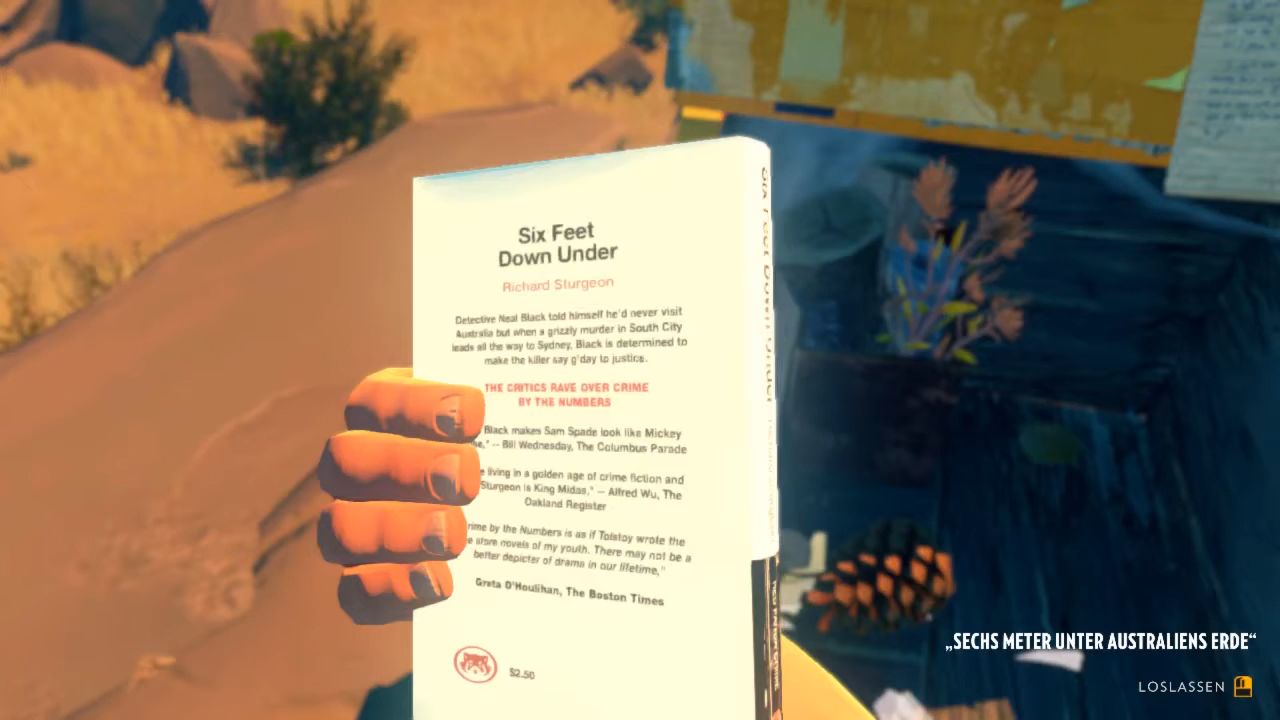 Six Feet
Down Under
Richard Sturgeon
Detective Neal Black told himself he'd never visit
Australia but when a grizzly murder in South City
leads all the way to Sydney, Black is determined to
make the killer say g'day to justice.
THE CRITICS RAVE OVER CRIME
BY THE NUMBERS
Black makes Sam Spade look like Mickey
" -- Bill Wednesday, The Columbus Parade
living in a golden age of crime fiction and
Sturgeon is King Midas," -- Alfred Wu, The
Oakland Register
by the Numbers is as if Tolstoy wrote the
novels of my youth. There may not be a
better depicter of drama in our lifetime,"
Greta O'Houlihan, The Boston Times
$2.50
Six Feet Down Under
„SECHS METER UNTER AUSTRALIENS ERDE“
LOSLASSEN